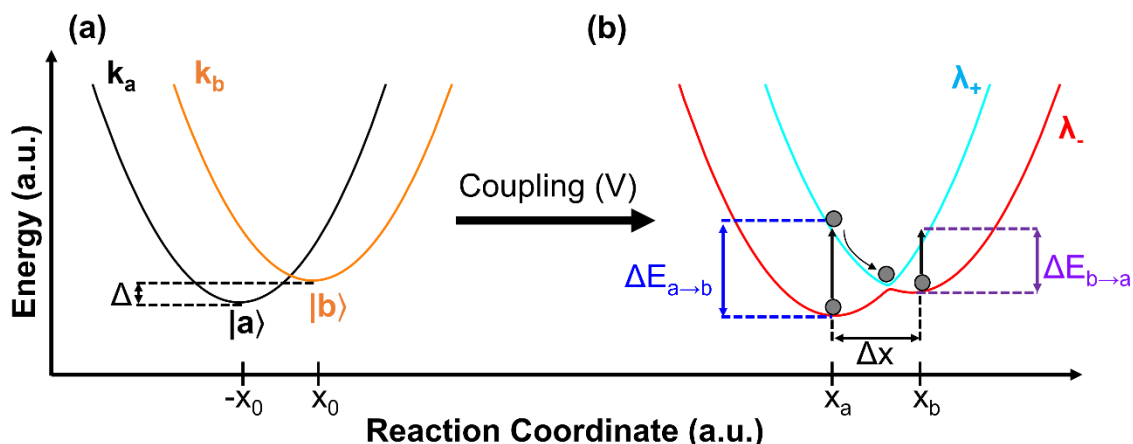 (a)
(b)
k_a
k_b
λ₊
λ₋
Energy (a.u.)
Coupling (V)
Δ
|a⟩
|b⟩
ΔE_a→b
ΔE_b→a
Δx
-x₀
x₀
x_a
x_b
Reaction Coordinate (a.u.)